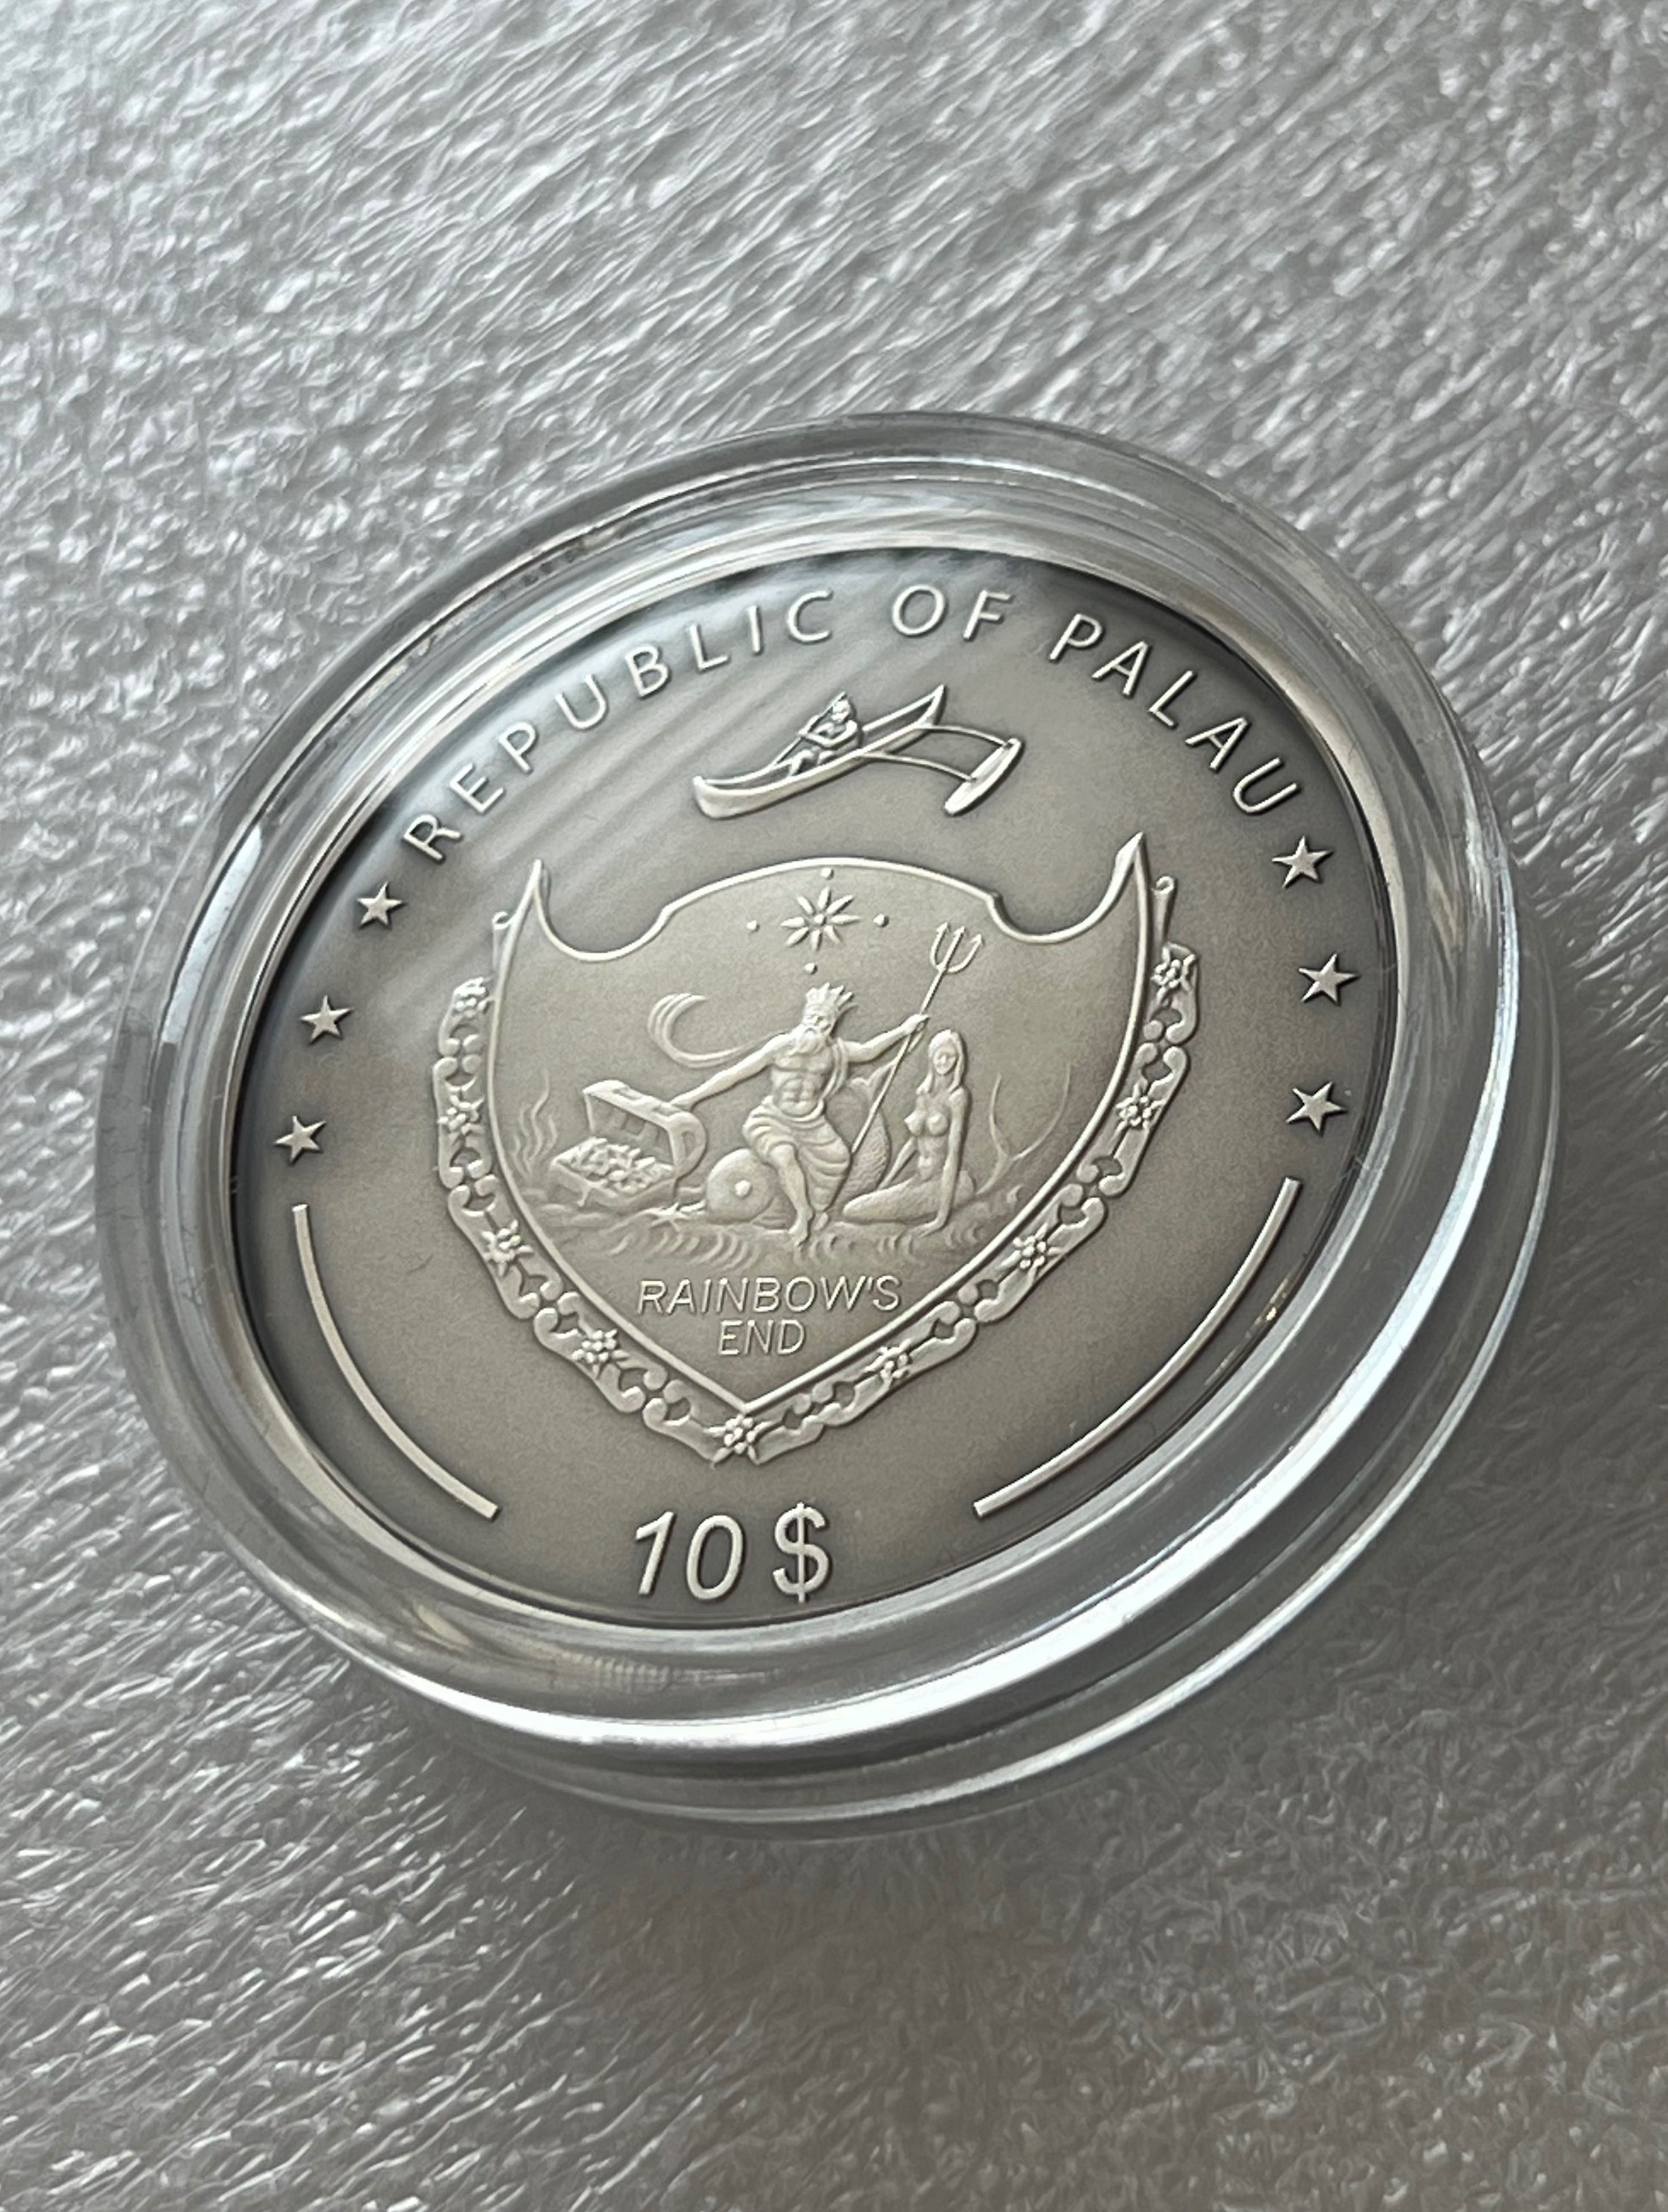 REPUBLIC OF PALAU
RAINBOW'S
END
10 $